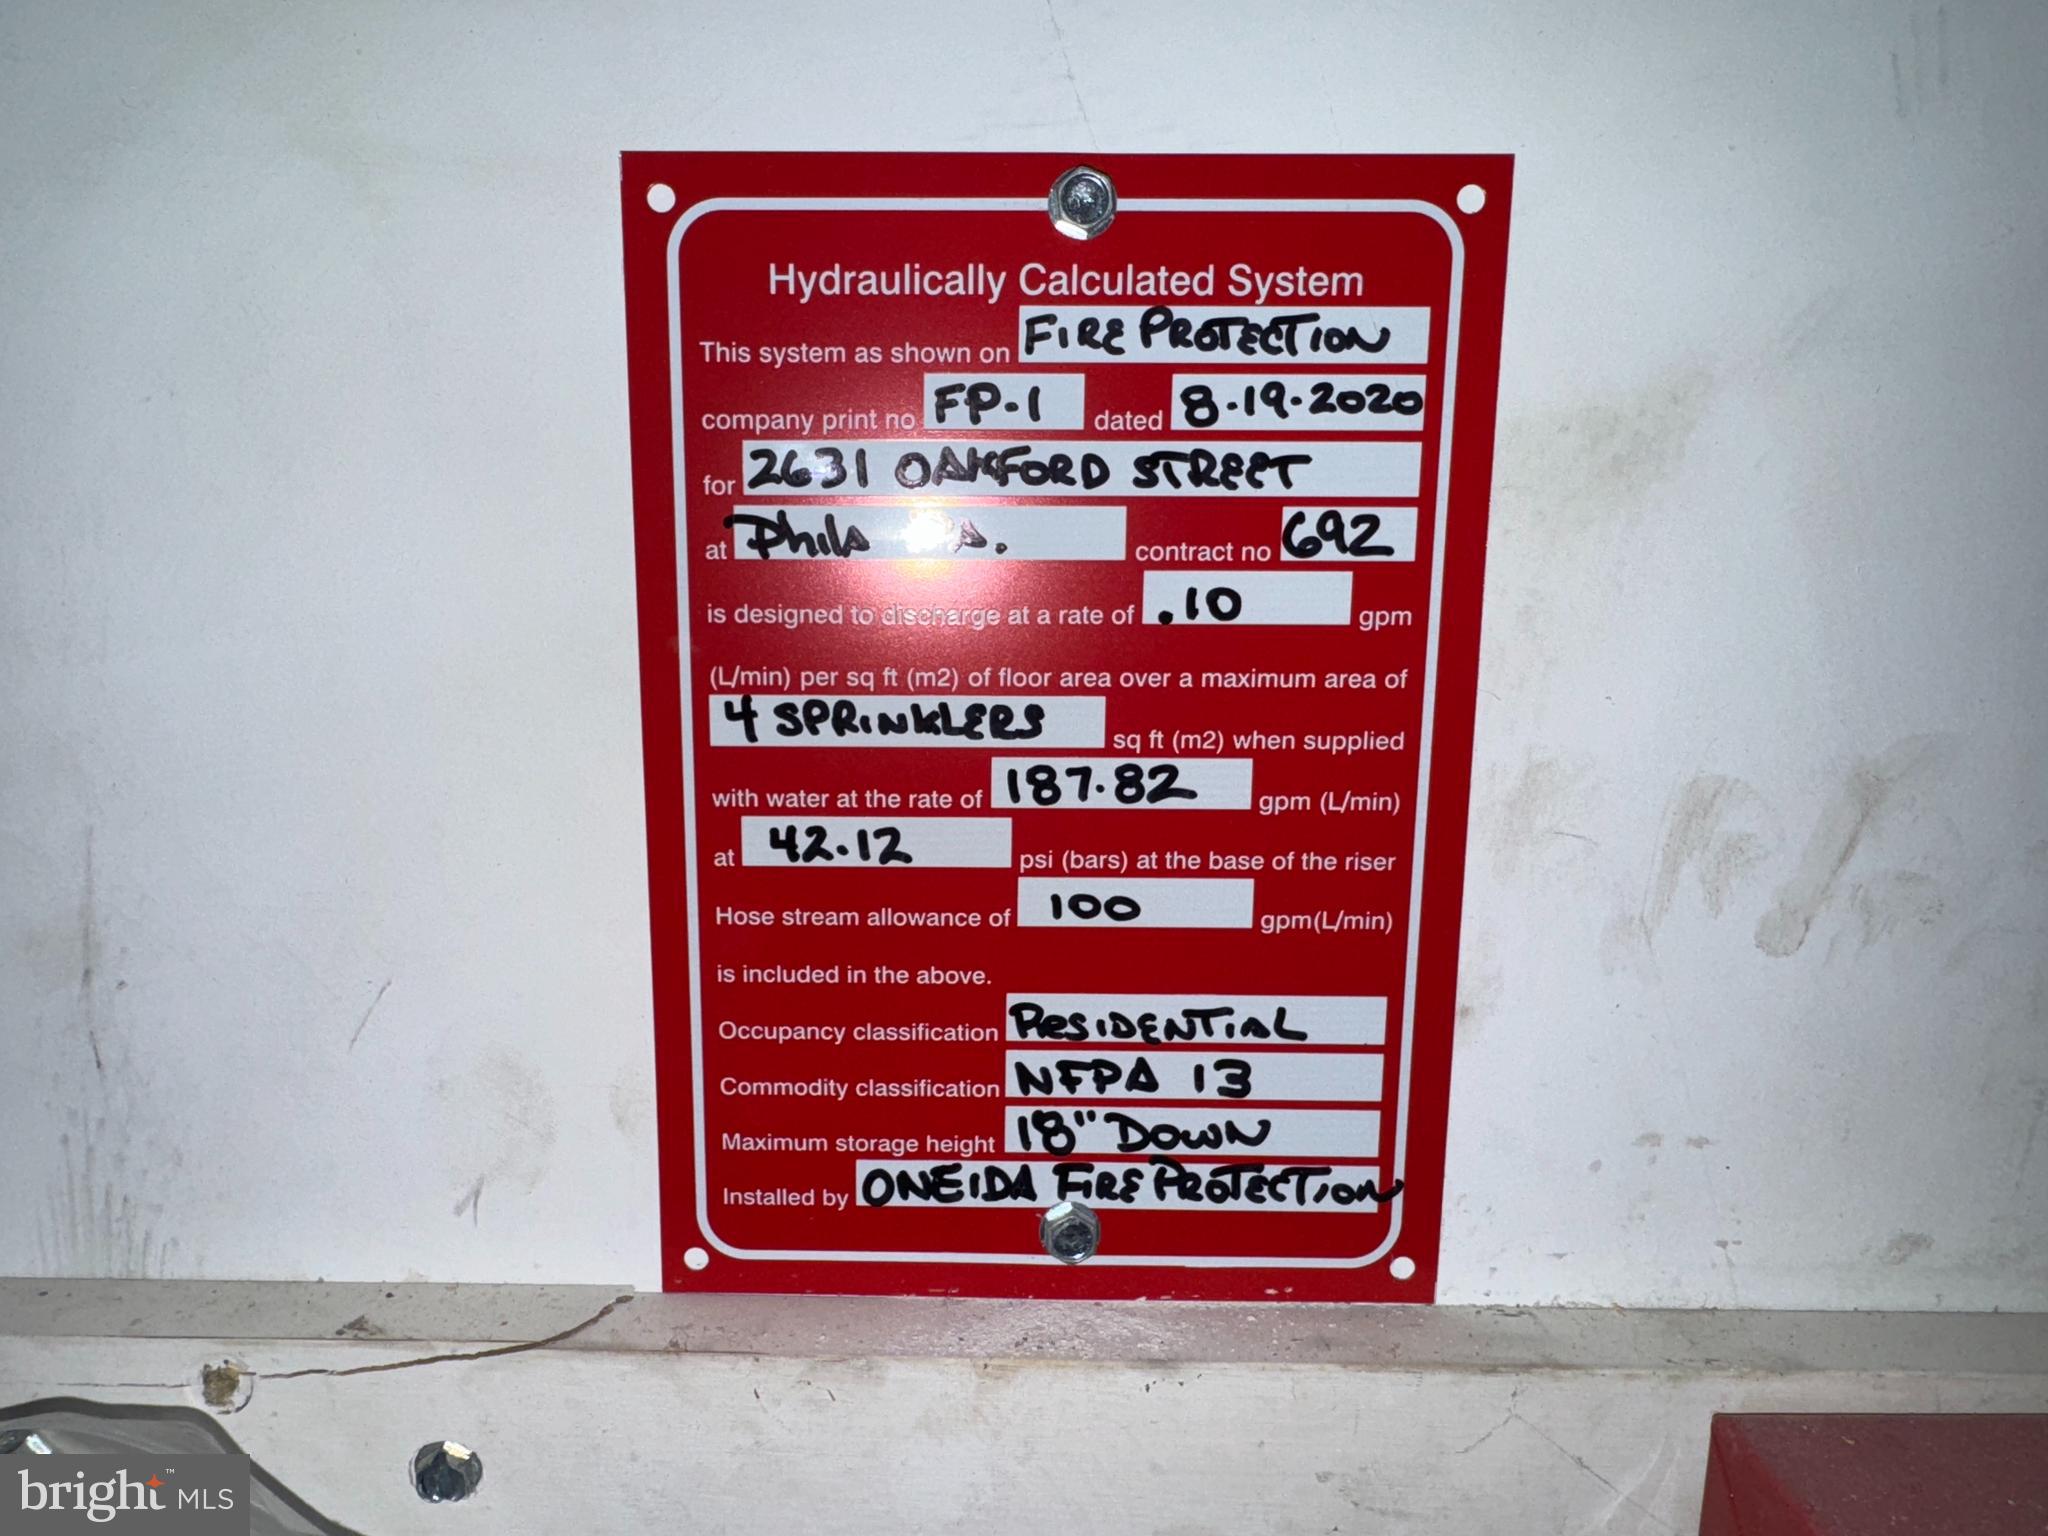 Hydraulically Calculated System
This system as shown on FIRE PROTECTION
company print no FP-1 dated 8.19.2020
for 2631 OAKFORD STREET
at Phila contract no 692
is designed to discharge at a rate of .10 gpm
(L/min) per sq ft (m2) of floor area over a maximum area of
4 SPRINKLERS sq ft (m2) when supplied
with water at the rate of 187.82 gpm (L/min)
at 42.12 psi (bars) at the base of the riser
Hose stream allowance of 100 gpm(L/min)
is included in the above.
Occupancy classification RESIDENTIAL
Commodity classification NFPA 13
Maximum storage height 18" DOWN
Installed by ONEIDA FIRE PROTECTION
bright™ MLS